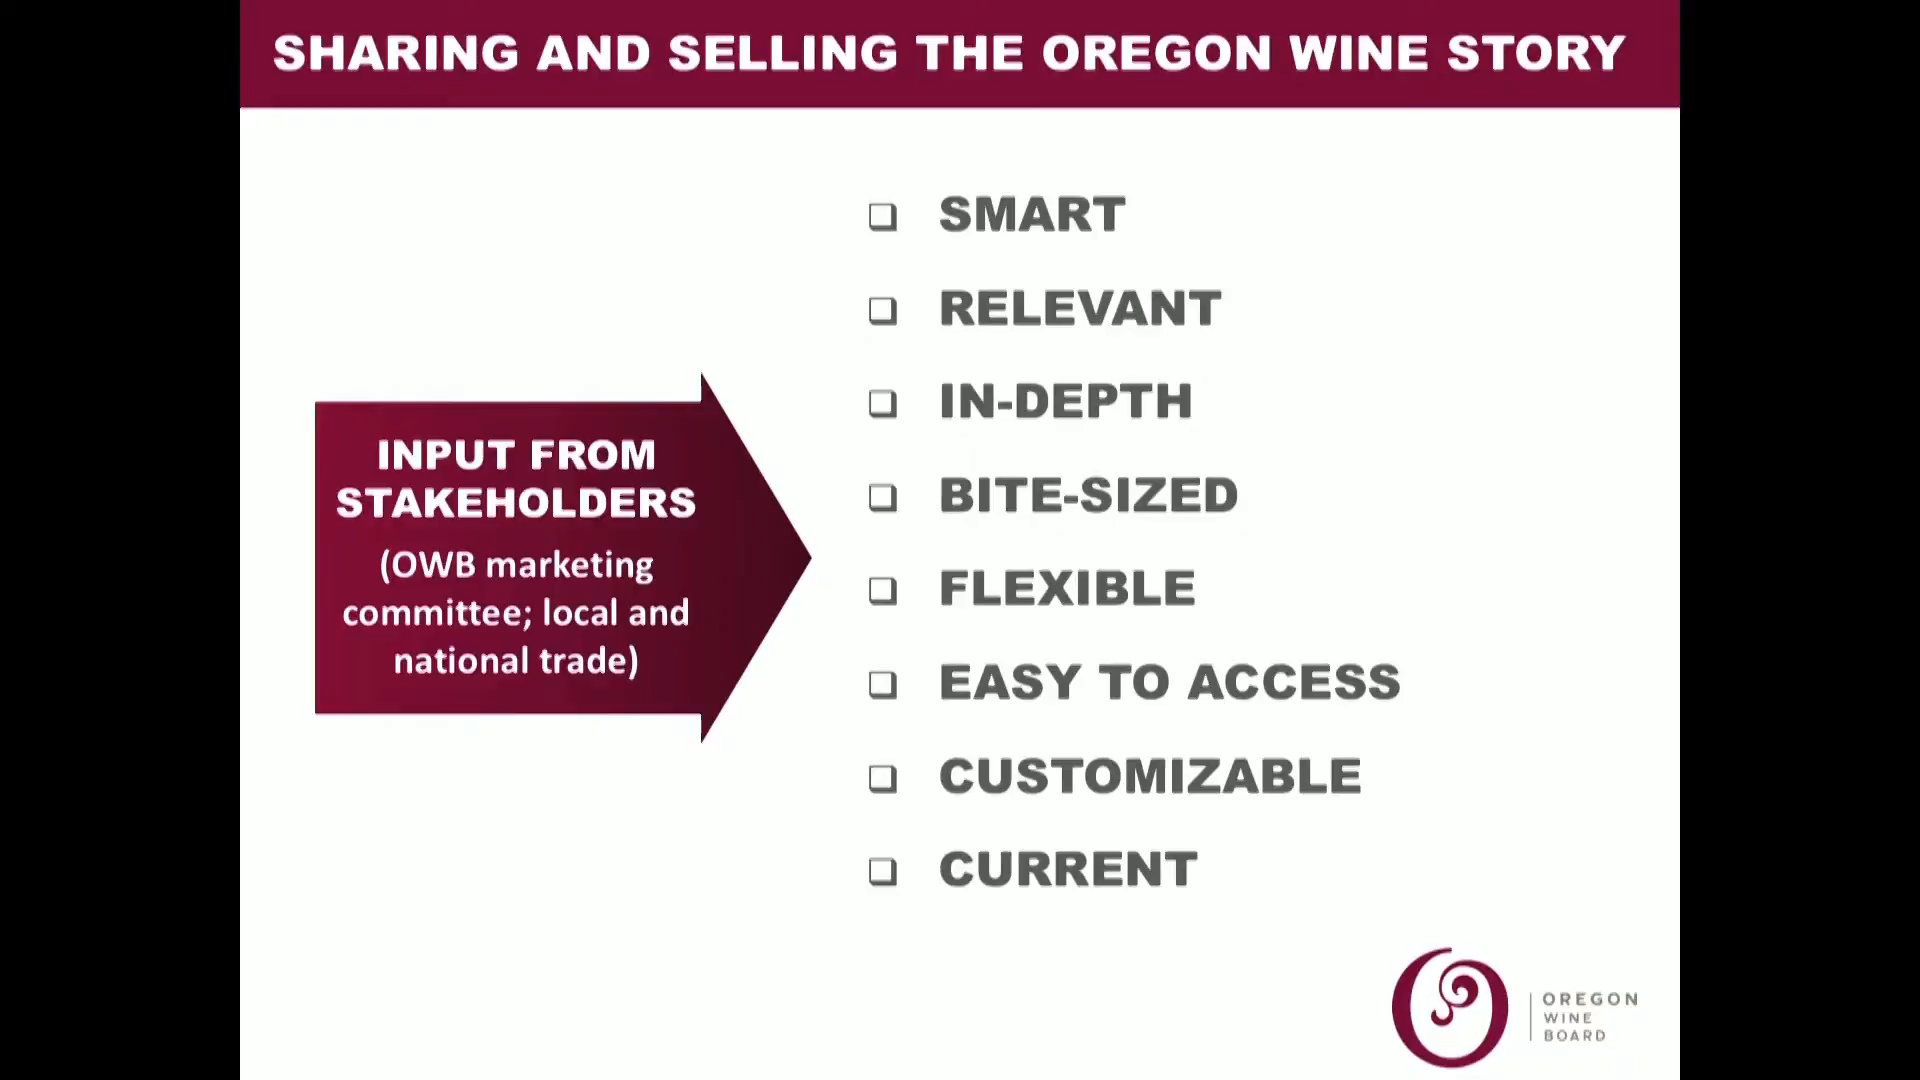 SHARING AND SELLING THE OREGON WINE STORY
INPUT FROM
STAKEHOLDERS
(OWB marketing
committee; local and
national trade)
SMART
RELEVANT
IN-DEPTH
BITE-SIZED
FLEXIBLE
EASY TO ACCESS
CUSTOMIZABLE
CURRENT
OREGON
WINE
BOARD